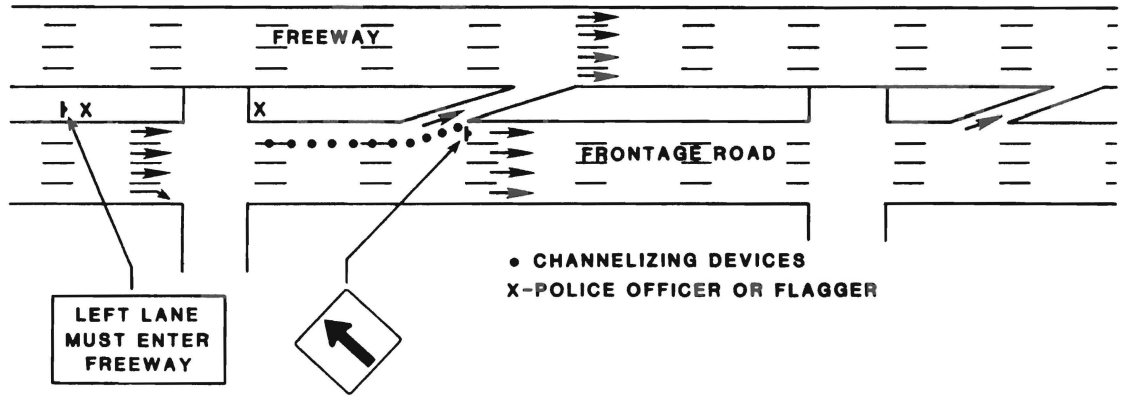 FREEWAY
X
X
FRONTAGE ROAD
• CHANNELIZING DEVICES
X-POLICE OFFICER OR FLAGGER
LEFT LANE
MUST ENTER
FREEWAY